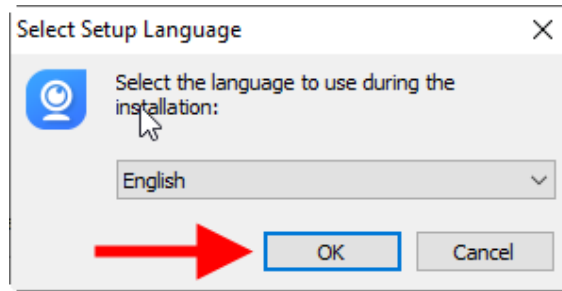 Select Setup Language
Select the language to use during the
installation:
English
OK
Cancel